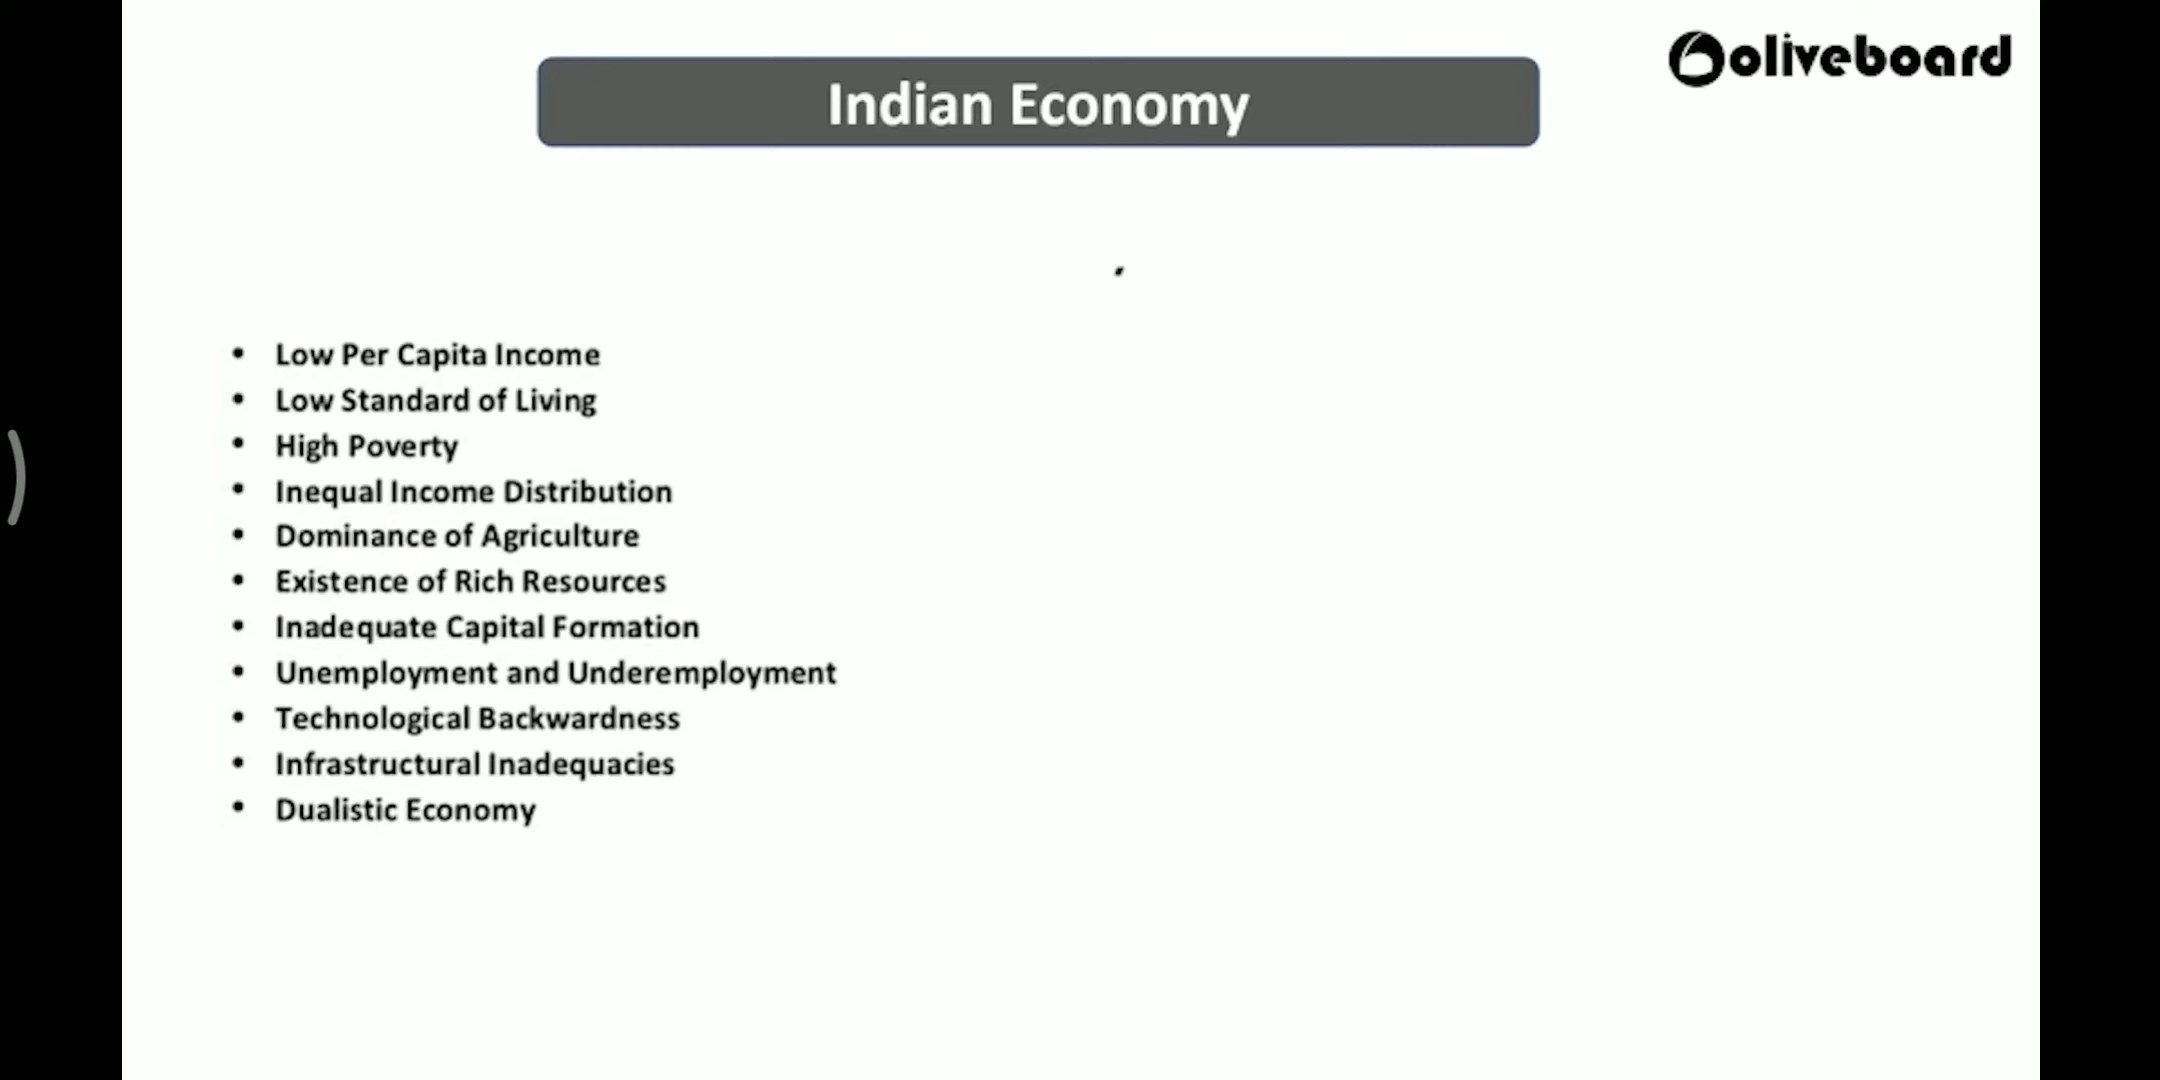 oliveboard
Indian Economy
• Low Per Capita Income
• Low Standard of Living
• High Poverty
• Inequal Income Distribution
• Dominance of Agriculture
• Existence of Rich Resources
• Inadequate Capital Formation
• Unemployment and Underemployment
• Technological Backwardness
• Infrastructural Inadequacies
• Dualistic Economy